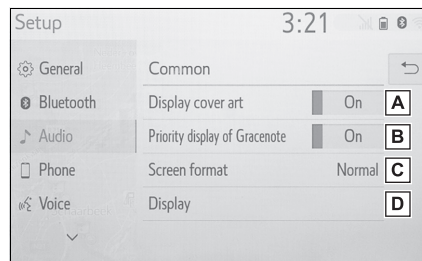 Setup 3:21
General
Bluetooth
Audio
Phone
Voice
Common
Display cover art On A
Priority display of Gracenote On B
Screen format Normal C
Display D